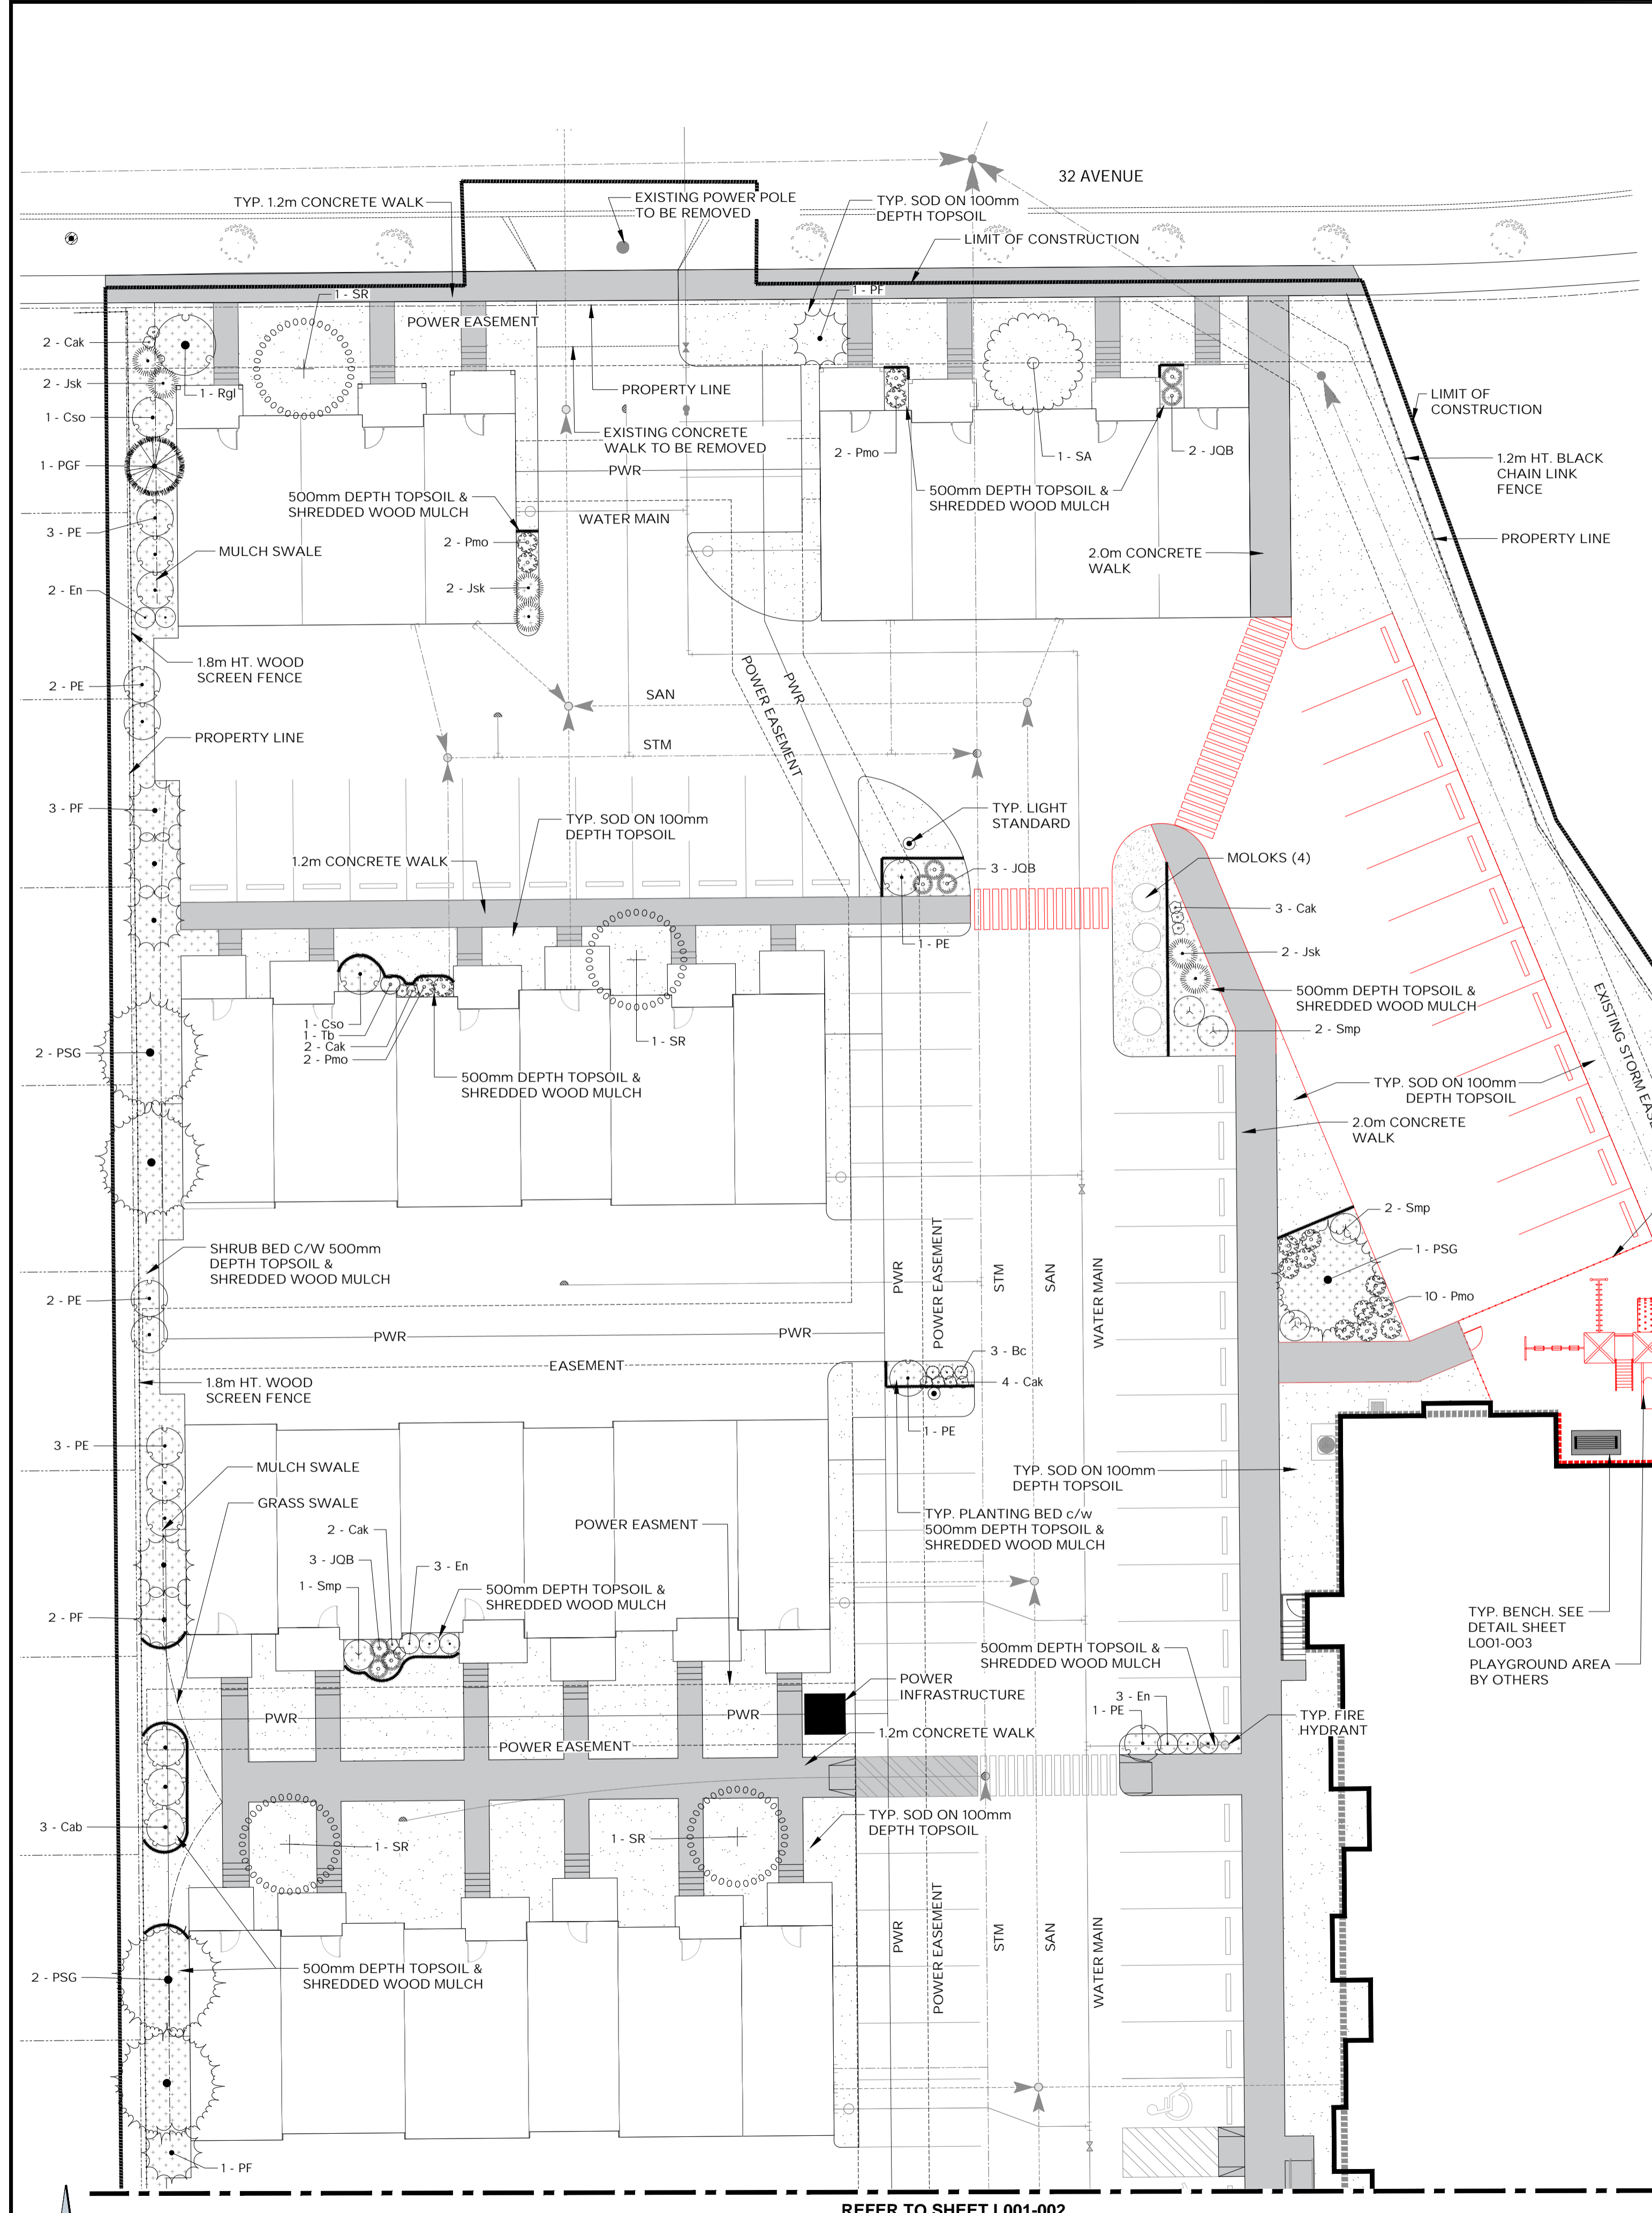 32 AVENUE
TYP. 1.2m CONCRETE WALK
EXISTING POWER POLE
TO BE REMOVED
TYP. SOD ON 100mm
DEPTH TOPSOIL
LIMIT OF CONSTRUCTION
1 - SR
1 - PF
POWER EASEMENT
2 - Cak
2 - Jsk
1 - Rgl
PROPERTY LINE
1 - Cso
LIMIT OF
CONSTRUCTION
EXISTING CONCRETE
WALK TO BE REMOVED
2 - Pmo
1 - SA
2 - JQB
1 - PGF
PWR
1.2m HT. BLACK
CHAIN LINK
FENCE
500mm DEPTH TOPSOIL &
SHREDDED WOOD MULCH
500mm DEPTH TOPSOIL &
SHREDDED WOOD MULCH
WATER MAIN
3 - PE
MULCH SWALE
2 - Pmo
2.0m CONCRETE
WALK
PROPERTY LINE
2 - En
2 - Jsk
1.8m HT. WOOD
SCREEN FENCE
2 - PE
SAN
PWR
POWER EASEMENT
PROPERTY LINE
STM
3 - PF
TYP. SOD ON 100mm
DEPTH TOPSOIL
TYP. LIGHT
STANDARD
1.2m CONCRETE WALK
MOLOKS (4)
3 - JQB
3 - Cak
1 - PE
2 - Jsk
500mm DEPTH TOPSOIL &
SHREDDED WOOD MULCH
2 - Smp
EXISTING STORM EAS
1 - Cso
1 - Tb
2 - Cak
2 - Pmo
1 - SR
2 - PSG
500mm DEPTH TOPSOIL &
SHREDDED WOOD MULCH
TYP. SOD ON 100mm
DEPTH TOPSOIL
2.0m CONCRETE
WALK
2 - Smp
1 - PSG
SHRUB BED C/W 500mm
DEPTH TOPSOIL &
SHREDDED WOOD MULCH
PWR
POWER EASEMENT
STM
SAN
WATER MAIN
2 - PE
10 - Pmo
PWR
PWR
EASEMENT
3 - Bc
4 - Cak
1.8m HT. WOOD
SCREEN FENCE
1 - PE
3 - PE
MULCH SWALE
TYP. SOD ON 100mm
DEPTH TOPSOIL
GRASS SWALE
2 - Cak
POWER EASMENT
TYP. PLANTING BED c/w
500mm DEPTH TOPSOIL &
SHREDDED WOOD MULCH
3 - JQB
3 - En
1 - Smp
500mm DEPTH TOPSOIL &
SHREDDED WOOD MULCH
2 - PF
TYP. BENCH. SEE
DETAIL SHEET
L001-003
PLAYGROUND AREA
BY OTHERS
500mm DEPTH TOPSOIL &
SHREDDED WOOD MULCH
POWER
INFRASTRUCTURE
3 - En
1 - PE
TYP. FIRE
HYDRANT
PWR
PWR
1.2m CONCRETE WALK
POWER EASEMENT
3 - Cab
TYP. SOD ON 100mm
DEPTH TOPSOIL
1 - SR
1 - SR
PWR
POWER EASEMENT
STM
SAN
WATER MAIN
2 - PSG
500mm DEPTH TOPSOIL &
SHREDDED WOOD MULCH
1 - PF
REFER TO SHEET L001-002